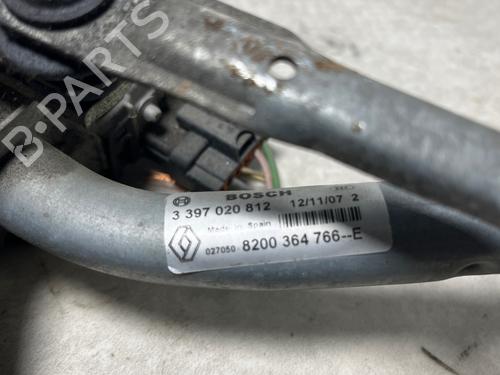 B-PARTS
BOSCH
3 397 020 812 12/11/07 2
Made in Spain
027050 8200 364 766--E